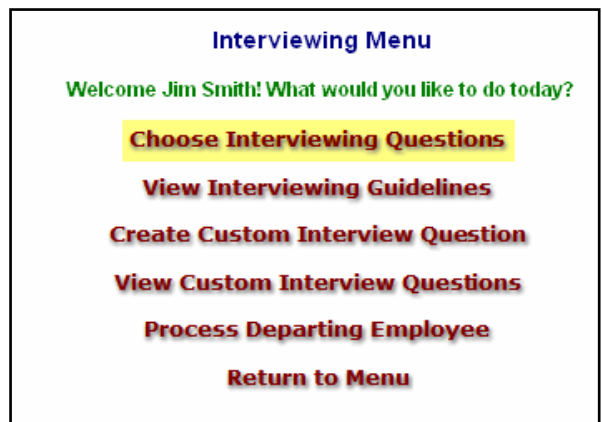 Interviewing Menu
Welcome Jim Smith! What would you like to do today?
Choose Interviewing Questions
View Interviewing Guidelines
Create Custom Interview Question
View Custom Interview Questions
Process Departing Employee
Return to Menu